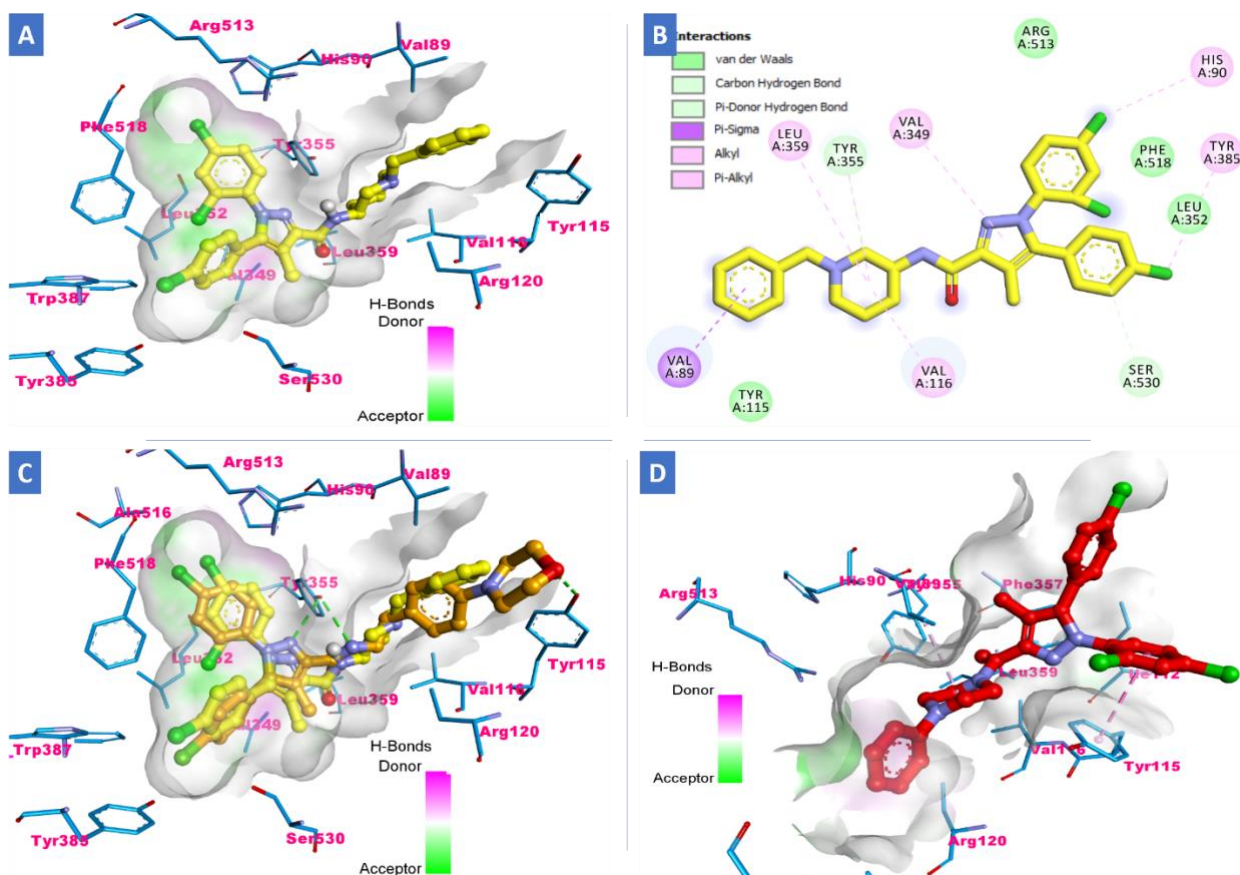 A
Arg513
Val89
His90
Phe518
Tyr355
Tyr115
Leu359
Val116
Arg120
Trp387
H-Bonds
Donor
Tyr385
Ser530
Acceptor
B
Interactions
van der Waals
Carbon Hydrogen Bond
Pi-Donor Hydrogen Bond
Pi-Sigma
Alkyl
Pi-Alkyl
ARG
A:513
HIS
A:90
VAL
A:349
LEU
A:359
TYR
A:355
PHE
A:518
TYR
A:385
LEU
A:352
VAL
A:89
VAL
A:116
SER
A:530
TYR
A:115
C
Arg513
Val89
His90
Ala516
Phe518
Tyr355
Tyr115
Leu359
Val116
Arg120
Trp387
H-Bonds
Donor
Tyr385
Ser530
Acceptor
D
His90
Phe357
Arg513
H-Bonds
Donor
Leu359
Val116
Tyr115
Acceptor
Arg120